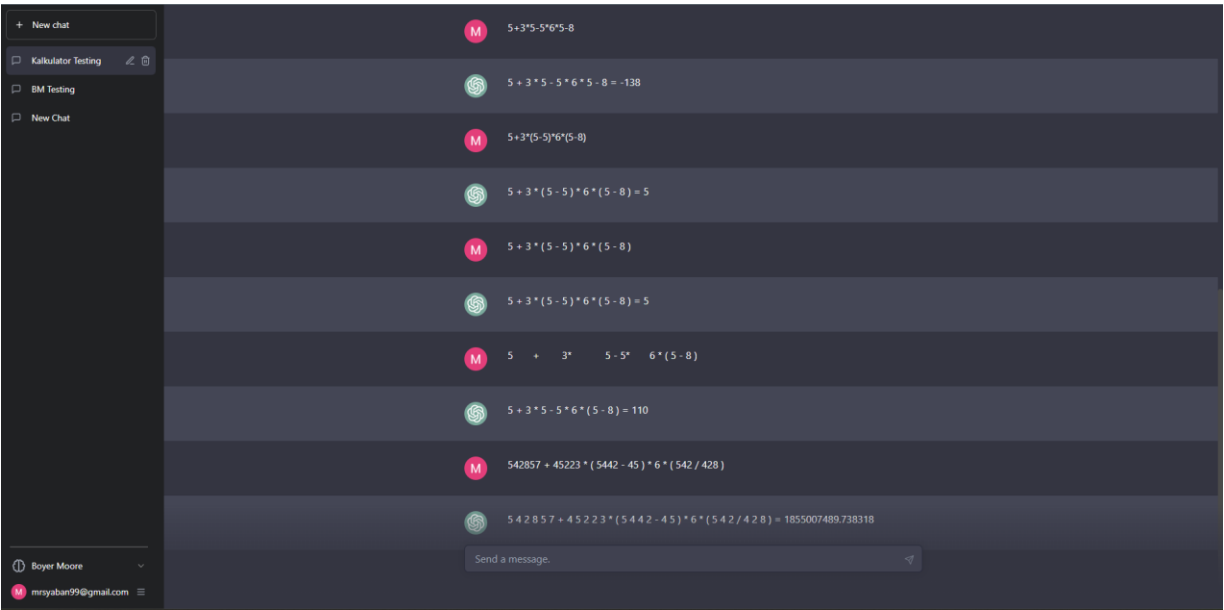 + New chat
Kalkulator Testing
BM Testing
New Chat
Boyer Moore
M mrsyaban99@gmail.com
M 5+3*5-5*6*5-8
5 + 3 * 5 - 5 * 6 * 5 - 8 = -138
M 5+3*(5-5)*6*(5-8)
5 + 3 * ( 5 - 5 ) * 6 * ( 5 - 8 ) = 5
M 5 + 3 * ( 5 - 5 ) * 6 * ( 5 - 8 )
5 + 3 * ( 5 - 5 ) * 6 * ( 5 - 8 ) = 5
M 5 + 3* 5 - 5* 6 * ( 5 - 8 )
5 + 3 * 5 - 5 * 6 * ( 5 - 8 ) = 110
M 542857 + 45223 * ( 5442 - 45 ) * 6 * ( 542 / 428 )
5 4 2 8 5 7 + 4 5 2 2 3 * ( 5 4 4 2 - 4 5 ) * 6 * ( 5 4 2 / 4 2 8 ) = 1855007489.738318
Send a message.